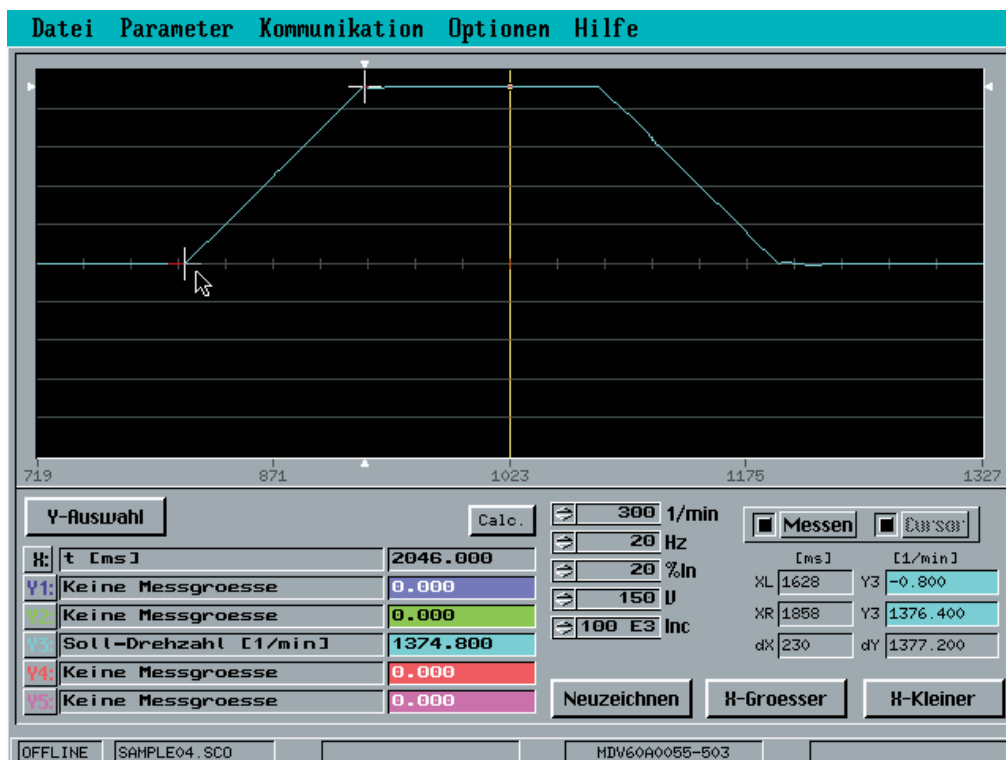 Datei Parameter Kommunikation Optionen Hilfe
719 871 1023 1175 1327
Y-Auswahl
Calc.
X: t [ms] 2046.000
Y1: Keine Messgroesse 0.000
Y2: Keine Messgroesse 0.000
Y3: Soll-Drehzahl [1/min] 1374.800
Y4: Keine Messgroesse 0.000
Y5: Keine Messgroesse 0.000
300 1/min
20 Hz
20 %In
150 U
100 E3 Inc
Messen Cursor
[ms] [1/min]
XL 1628 Y3 -0.800
XR 1858 Y3 1376.400
dX 230 dY 1377.200
Neuzeichnen X-Groesser X-Kleiner
OFFLINE SAMPLE04.SCO MDV60A0055-503